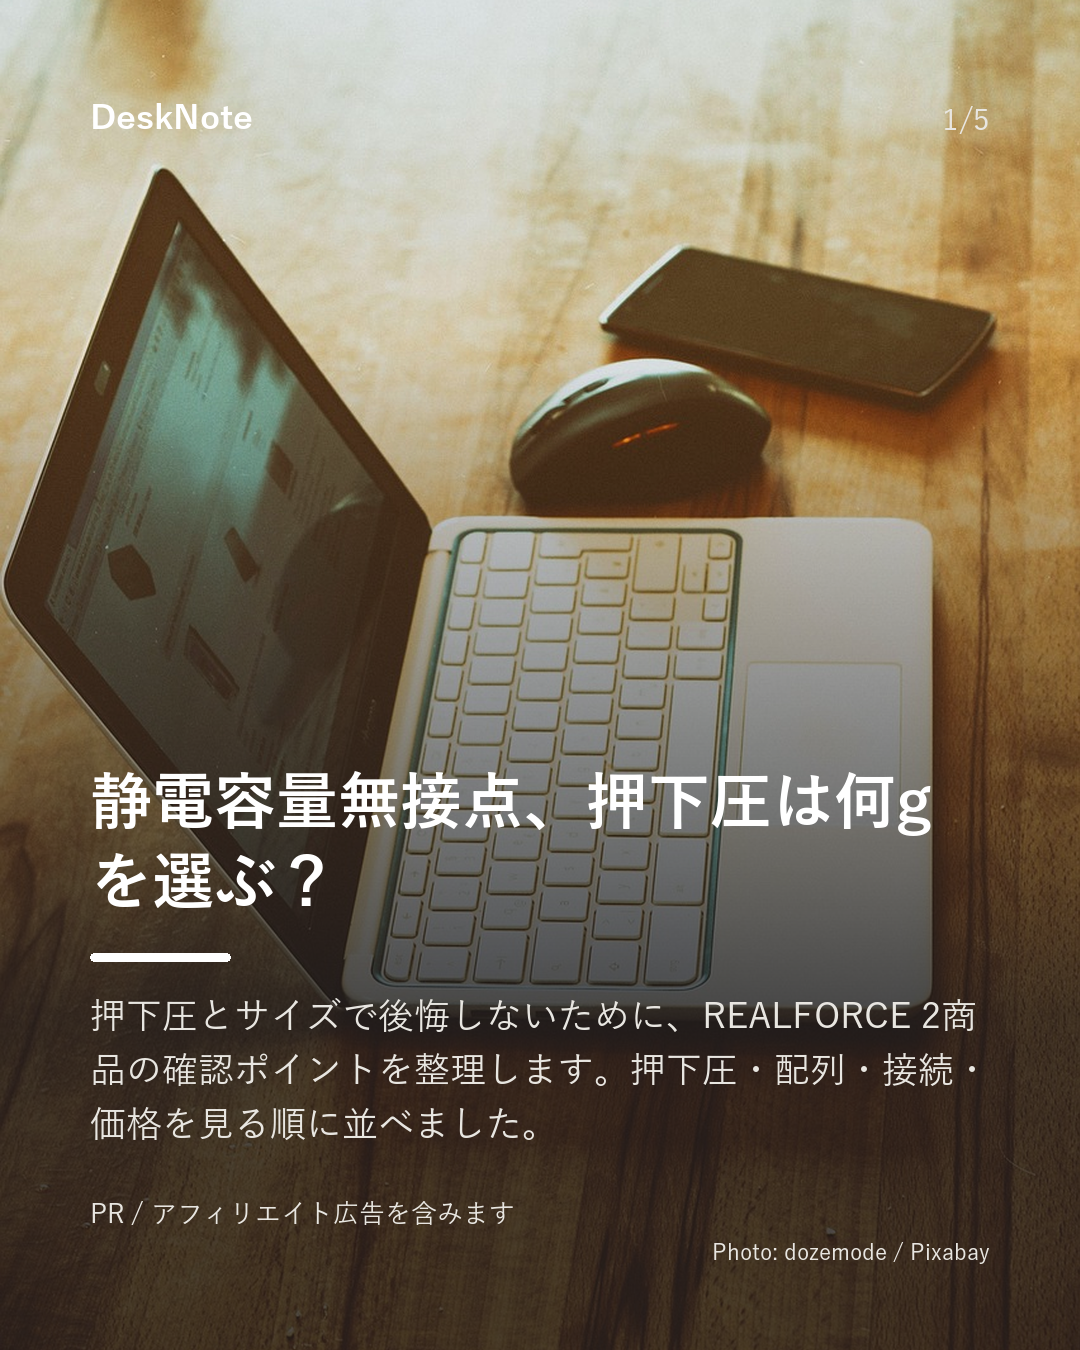 DeskNote
1/5
静電容量無接点、押下圧は何g
を選ぶ？
押下圧とサイズで後悔しないために、REALFORCE 2商
品の確認ポイントを整理します。押下圧・配列・接続・
価格を見る順に並べました。
PR / アフィリエイト広告を含みます
Photo: dozemode / Pixabay